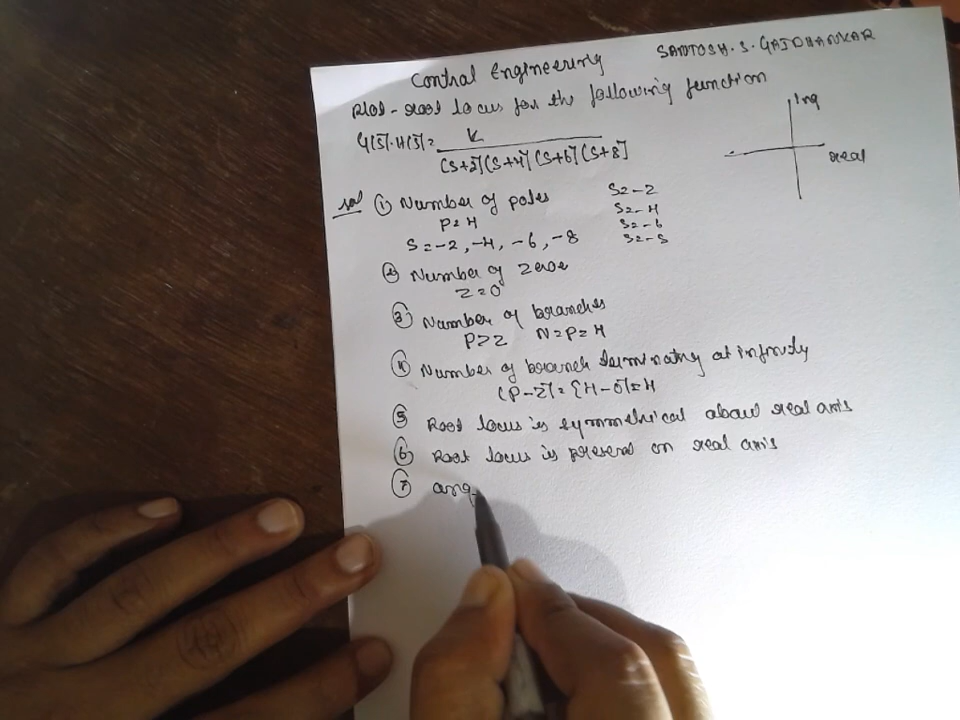 Control Engineering SANTOSH.S.GAIDHANKAR
Plot - root locus for the following function
G(s).H(s) = K
(s+2)(s+4)(s+6)(s+8)
Img
real
sol ① Number of poles
P=4
S=-2, -4, -6, -8
S=-2
S=-4
S=-6
S=-8
② Number of zeroe
Z=0
③ Number of branches
P>Z N=P=4
④ Number of branch terminating at infinity
(P-Z)=(4-0)=4
⑤ Root locus is symmetrical about real axis
⑥ Root locus is present on real axis
⑦ ang